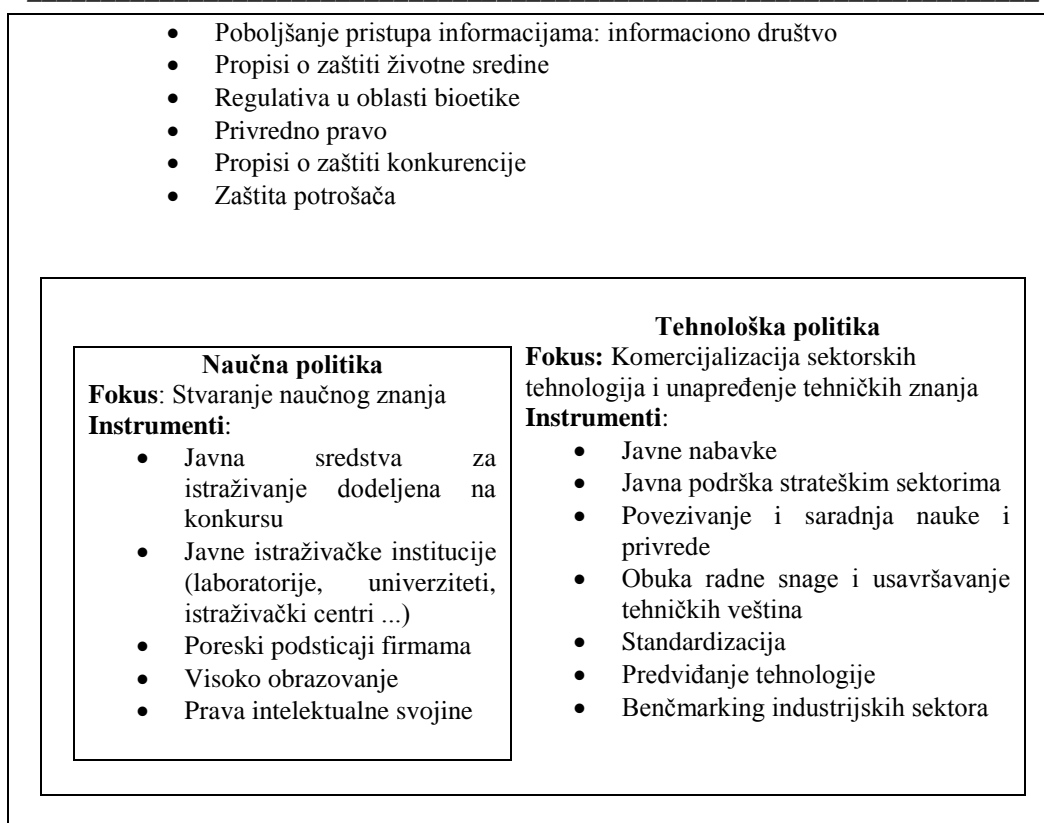 • Poboljšanje pristupa informacijama: informaciono društvo
• Propisi o zaštiti životne sredine
• Regulativa u oblasti bioetike
• Privredno pravo
• Propisi o zaštiti konkurencije
• Zaštita potrošača
Naučna politika
Fokus: Stvaranje naučnog znanja
Instrumenti:
• Javna sredstva za
istraživanje dodeljena na
konkursu
• Javne istraživačke institucije
(laboratorije, univerziteti,
istraživački centri ...)
• Poreski podsticaji firmama
• Visoko obrazovanje
• Prava intelektualne svojine
Tehnološka politika
Fokus: Komercijalizacija sektorskih
tehnologija i unapređenje tehničkih znanja
Instrumenti:
• Javne nabavke
• Javna podrška strateškim sektorima
• Povezivanje i saradnja nauke i
privrede
• Obuka radne snage i usavršavanje
tehničkih veština
• Standardizacija
• Predviđanje tehnologije
• Benčmarking industrijskih sektora